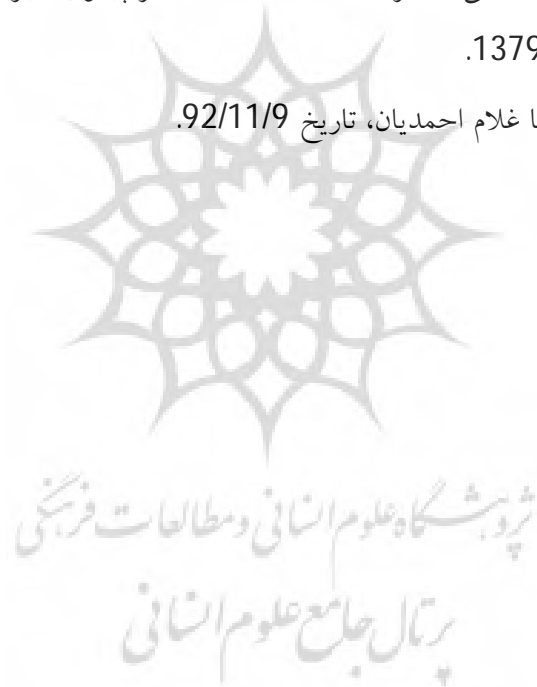 1379.
ا غلام احمدیان، تاریخ 92/11/9.
پژوهشگاه علوم انسانی و مطالعات فرهنگی
پرتال جامع علوم انسانی